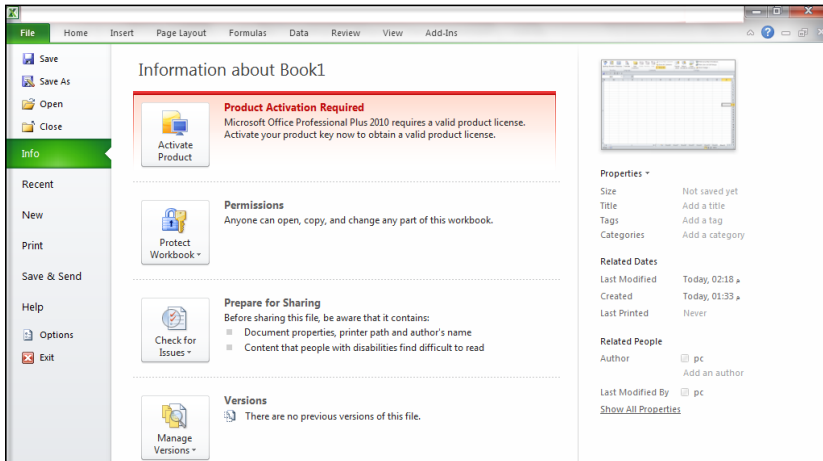 File Home Insert Page Layout Formulas Data Review View Add-Ins
Save
Save As
Open
Close
Info
Recent
New
Print
Save & Send
Help
Options
Exit
Information about Book1
Activate
Product
Product Activation Required
Microsoft Office Professional Plus 2010 requires a valid product license.
Activate your product key now to obtain a valid product license.
Protect
Workbook
Permissions
Anyone can open, copy, and change any part of this workbook.
Check for
Issues
Prepare for Sharing
Before sharing this file, be aware that it contains:
Document properties, printer path and author's name
Content that people with disabilities find difficult to read
Manage
Versions
Versions
There are no previous versions of this file.
Properties
Size Not saved yet
Title Add a title
Tags Add a tag
Categories Add a category
Related Dates
Last Modified Today, 02:18 م
Created Today, 01:33 م
Last Printed Never
Related People
Author pc
Add an author
Last Modified By pc
Show All Properties